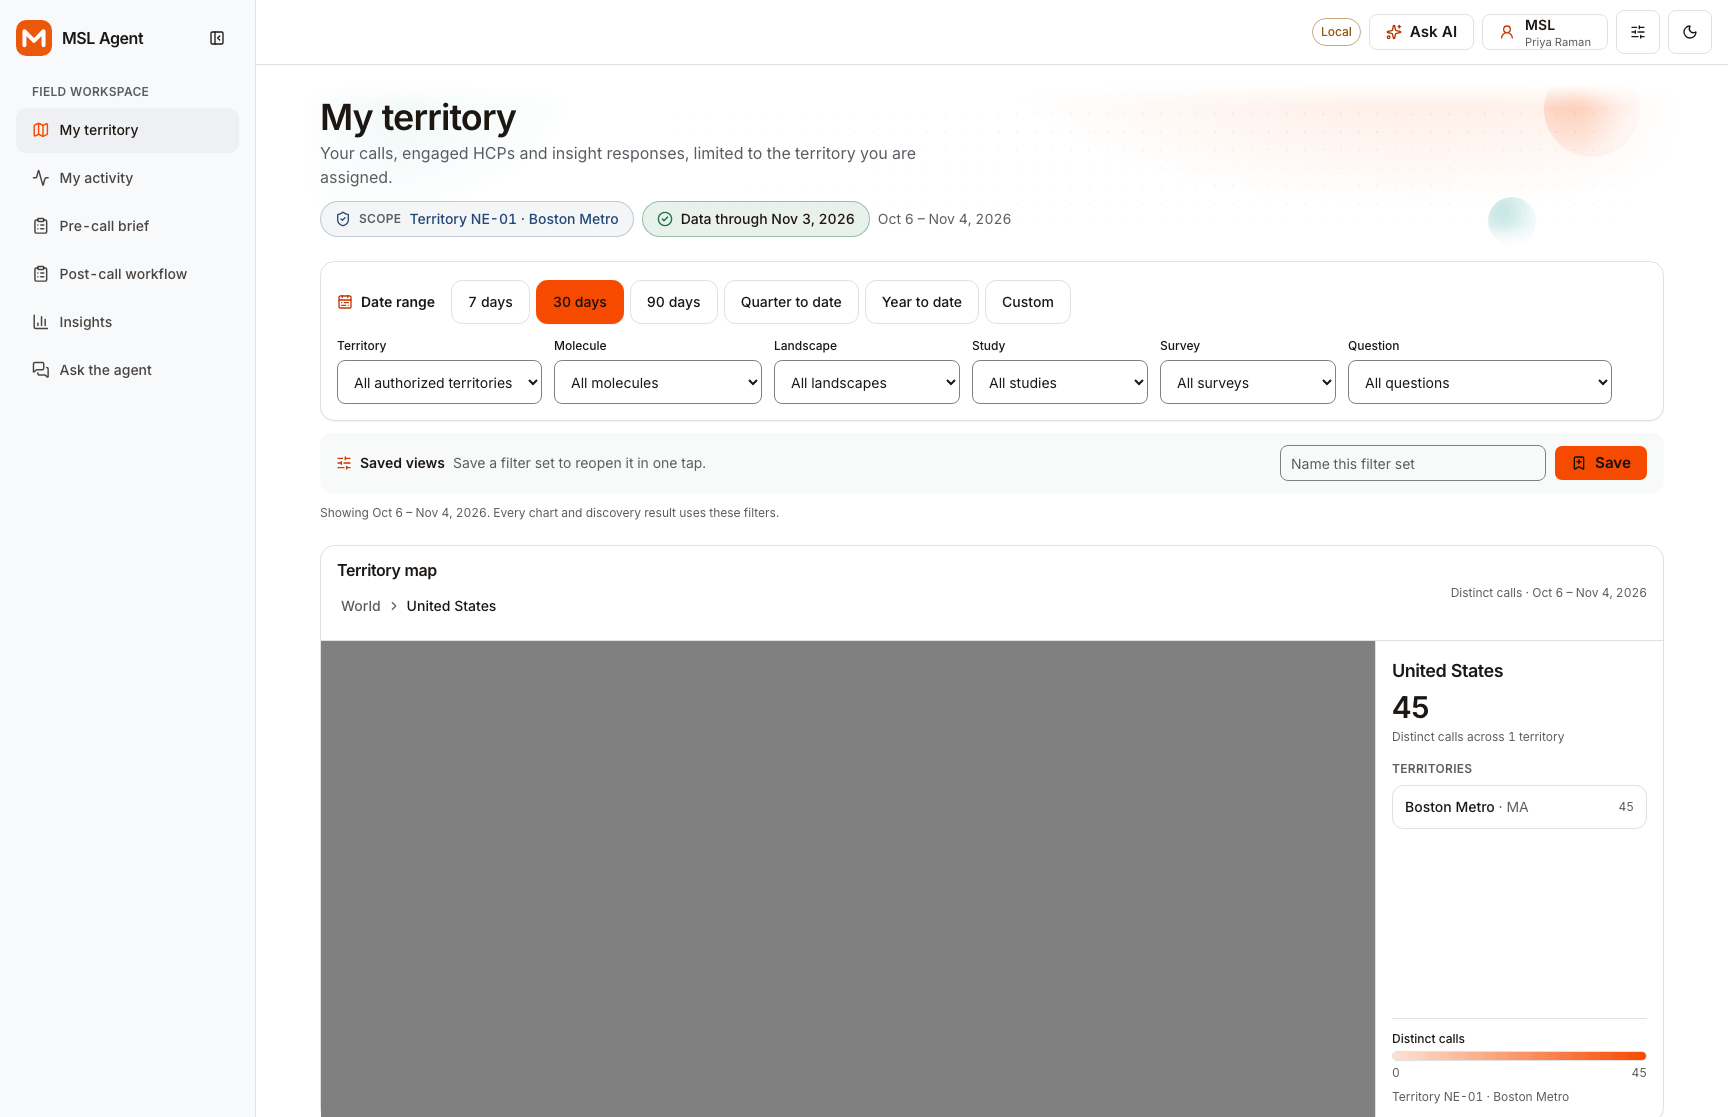 MSL Agent
FIELD WORKSPACE
My territory
My activity
Pre-call brief
Post-call workflow
Insights
Ask the agent
Local
Ask AI
MSL
Priya Raman
My territory
Your calls, engaged HCPs and insight responses, limited to the territory you are
assigned.
SCOPE Territory NE-01 · Boston Metro
Data through Nov 3, 2026
Oct 6 – Nov 4, 2026
Date range
7 days
30 days
90 days
Quarter to date
Year to date
Custom
Territory
Molecule
Landscape
Study
Survey
Question
All authorized territories
All molecules
All landscapes
All studies
All surveys
All questions
Saved views Save a filter set to reopen it in one tap.
Name this filter set
Save
Showing Oct 6 – Nov 4, 2026. Every chart and discovery result uses these filters.
Territory map
World > United States
Distinct calls · Oct 6 – Nov 4, 2026
United States
45
Distinct calls across 1 territory
TERRITORIES
Boston Metro · MA 45
Distinct calls
0 45
Territory NE-01 · Boston Metro